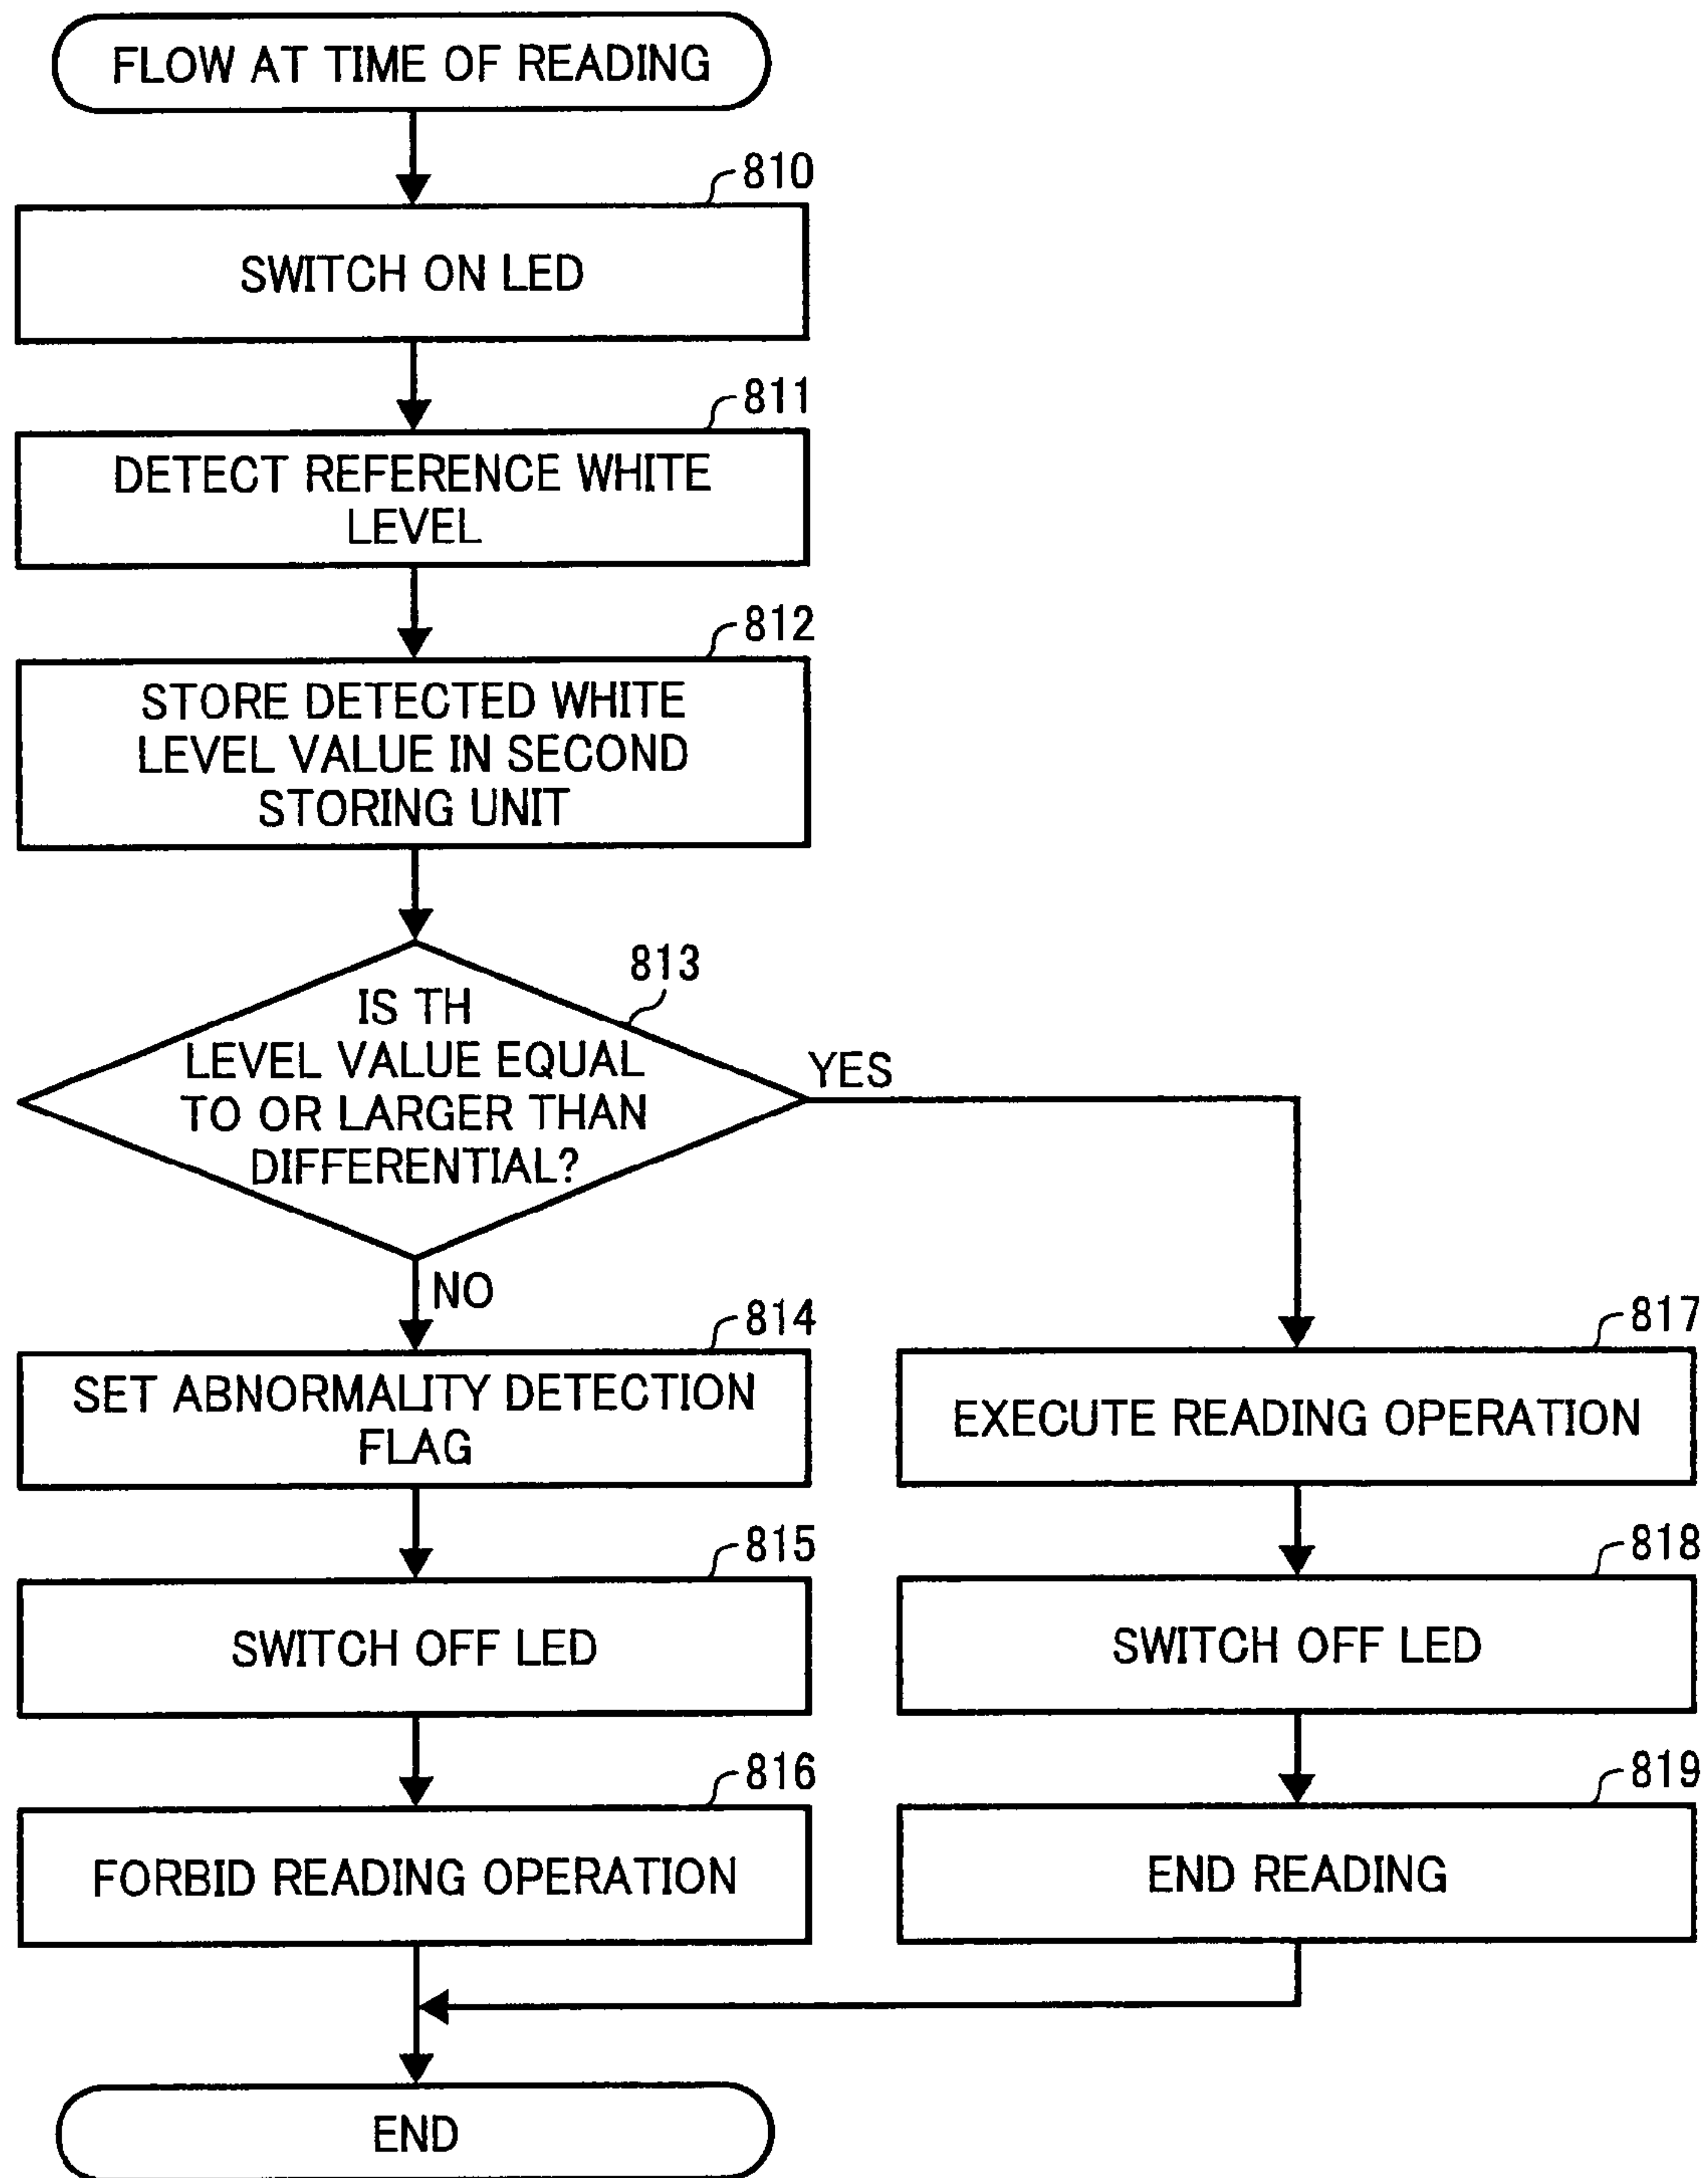 FLOW AT TIME OF READING
810
SWITCH ON LED
811
DETECT REFERENCE WHITE
LEVEL
812
STORE DETECTED WHITE
LEVEL VALUE IN SECOND
STORING UNIT
813
IS TH
LEVEL VALUE EQUAL
TO OR LARGER THAN
DIFFERENTIAL?
YES
NO
814
SET ABNORMALITY DETECTION
FLAG
815
SWITCH OFF LED
816
FORBID READING OPERATION
817
EXECUTE READING OPERATION
818
SWITCH OFF LED
819
END READING
END